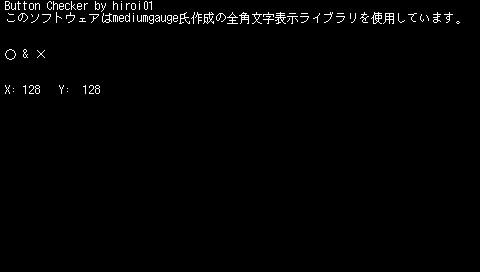 Button Checker by hiroi01
このソフトウェアはmediumgauge氏作成の全角文字表示ライブラリを使用しています。
○ & ×
X: 128 Y: 128